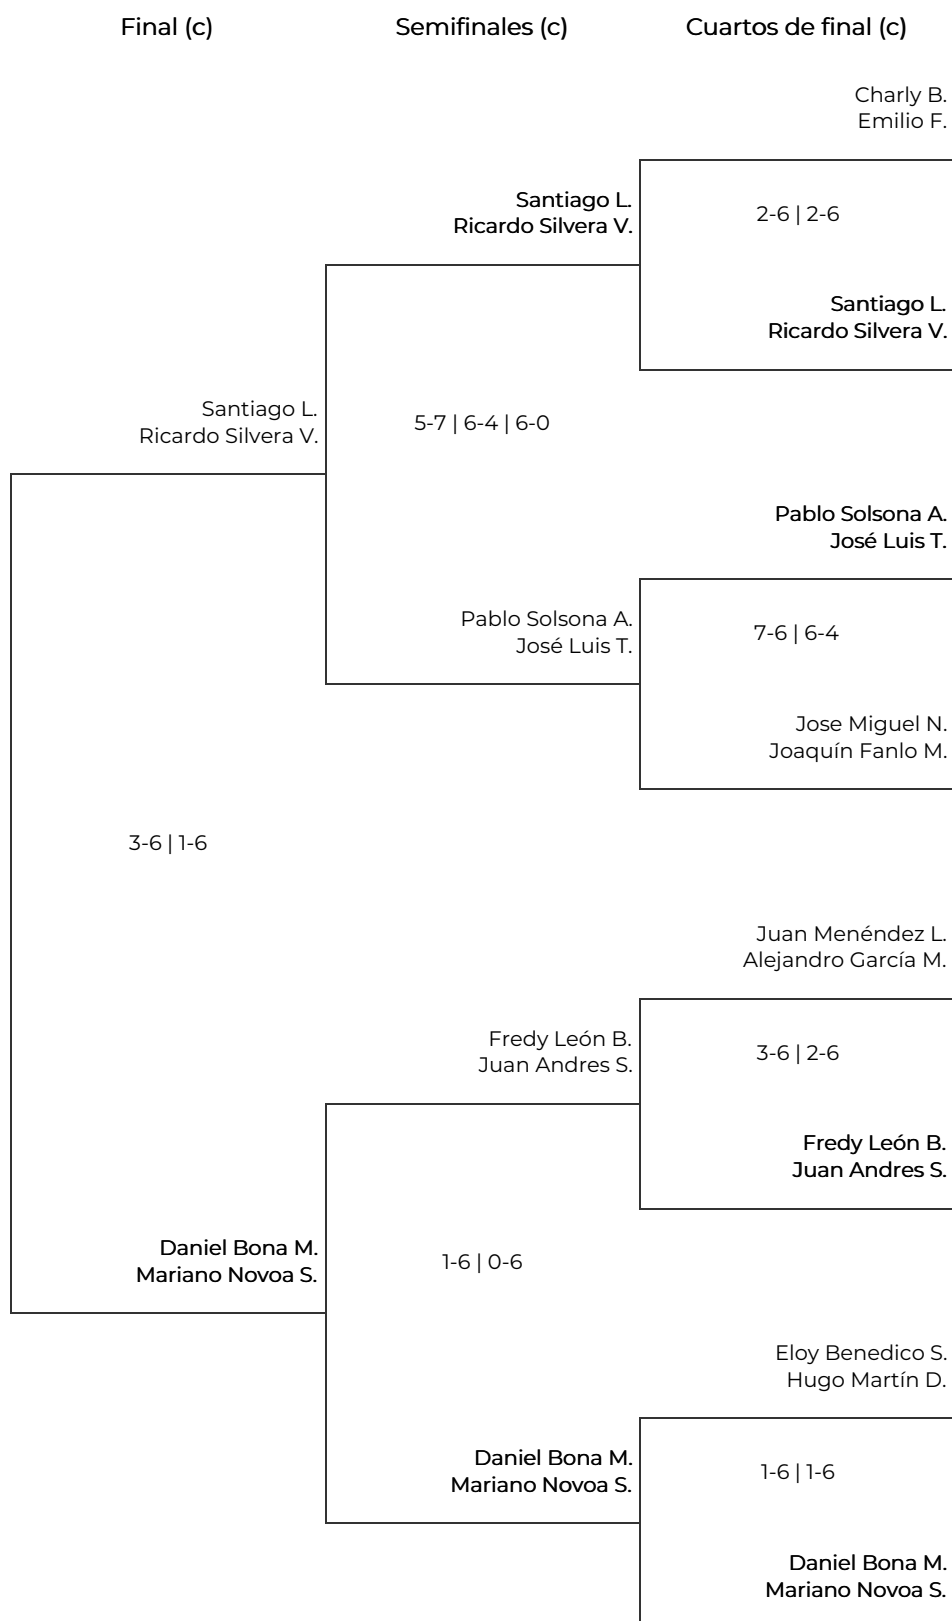 Final (c)
Semifinales (c)
Cuartos de final (c)
Charly B.
Emilio F.
Santiago L.
Ricardo Silvera V.
2-6 | 2-6
Santiago L.
Ricardo Silvera V.
Santiago L.
Ricardo Silvera V.
5-7 | 6-4 | 6-0
Pablo Solsona A.
José Luis T.
Pablo Solsona A.
José Luis T.
7-6 | 6-4
Jose Miguel N.
Joaquín Fanlo M.
3-6 | 1-6
Juan Menéndez L.
Alejandro García M.
Fredy León B.
Juan Andres S.
3-6 | 2-6
Fredy León B.
Juan Andres S.
Daniel Bona M.
Mariano Novoa S.
1-6 | 0-6
Eloy Benedico S.
Hugo Martín D.
Daniel Bona M.
Mariano Novoa S.
1-6 | 1-6
Daniel Bona M.
Mariano Novoa S.